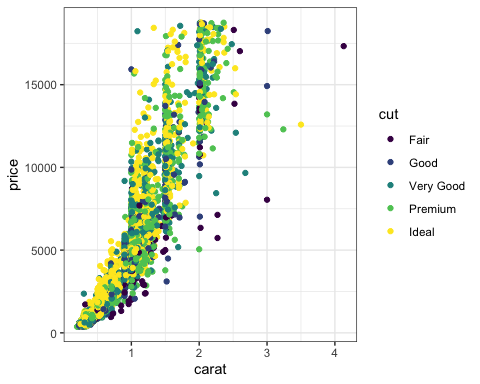 15000
10000
5000
0
price
1
2
3
4
carat
cut
Fair
Good
Very Good
Premium
Ideal